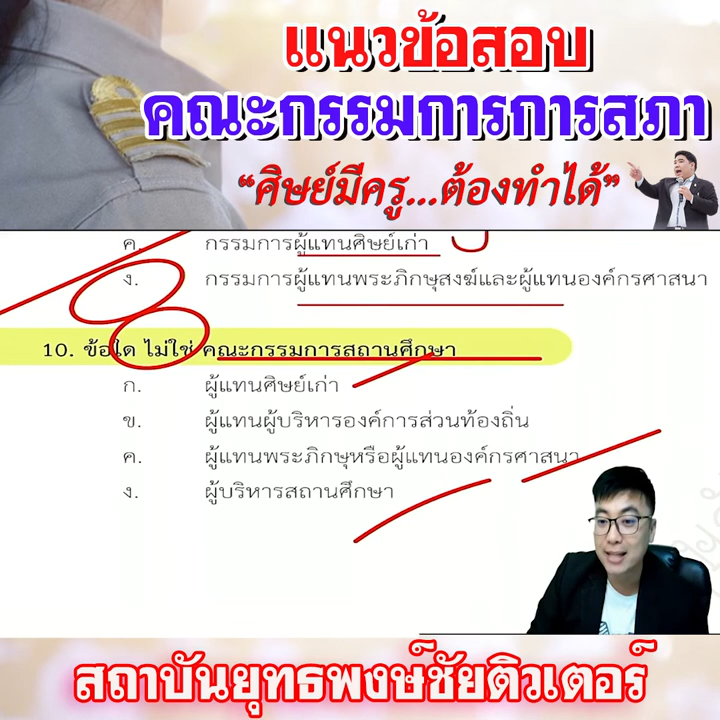 แนวข้อสอบ
คณะกรรมการการสภา
“ศิษย์มีครู...ต้องทำได้”
ค. กรรมการผู้แทนศิษย์เก่า
ง. กรรมการผู้แทนพระภิกษุสงฆ์และผู้แทนองค์กรศาสนา
10. ข้อใด ไม่ใช่ คณะกรรมการสถานศึกษา
ก. ผู้แทนศิษย์เก่า
ข. ผู้แทนผู้บริหารองค์การส่วนท้องถิ่น
ค. ผู้แทนพระภิกษุหรือผู้แทนองค์กรศาสนา
ง. ผู้บริหารสถานศึกษา
สถาบันยุทธพงษ์ชัยติวเตอร์